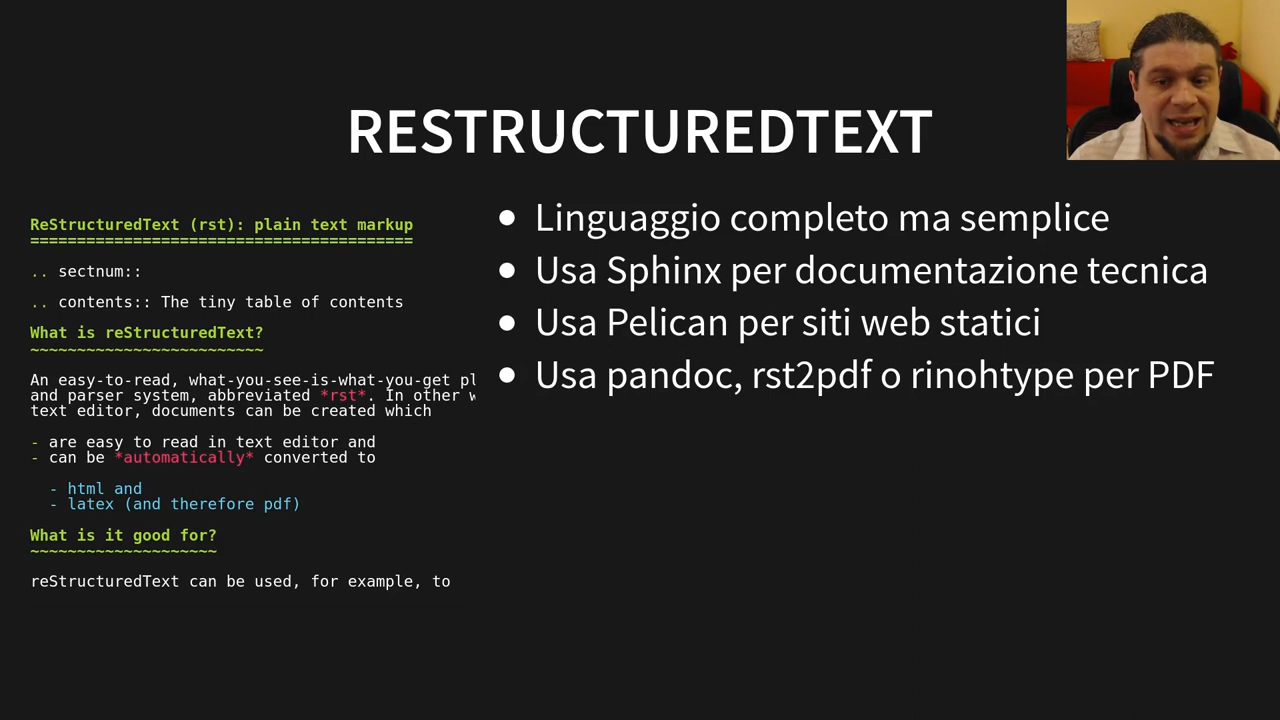 RESTRUCTUREDTEXT
ReStructuredText (rst): plain text markup
=========================================
.. sectnum::
.. contents:: The tiny table of contents
What is reStructuredText?
~~~~~~~~~~~~~~~~~~~~~~~~~
An easy-to-read, what-you-see-is-what-you-get
and parser system, abbreviated *rst*. In other
text editor, documents can be created which
- are easy to read in text editor and
- can be *automatically* converted to
- html and
- latex (and therefore pdf)
What is it good for?
~~~~~~~~~~~~~~~~~~~~
reStructuredText can be used, for example, to
• Linguaggio completo ma semplice
• Usa Sphinx per documentazione tecnica
• Usa Pelican per siti web statici
• Usa pandoc, rst2pdf o rinohtype per PDF